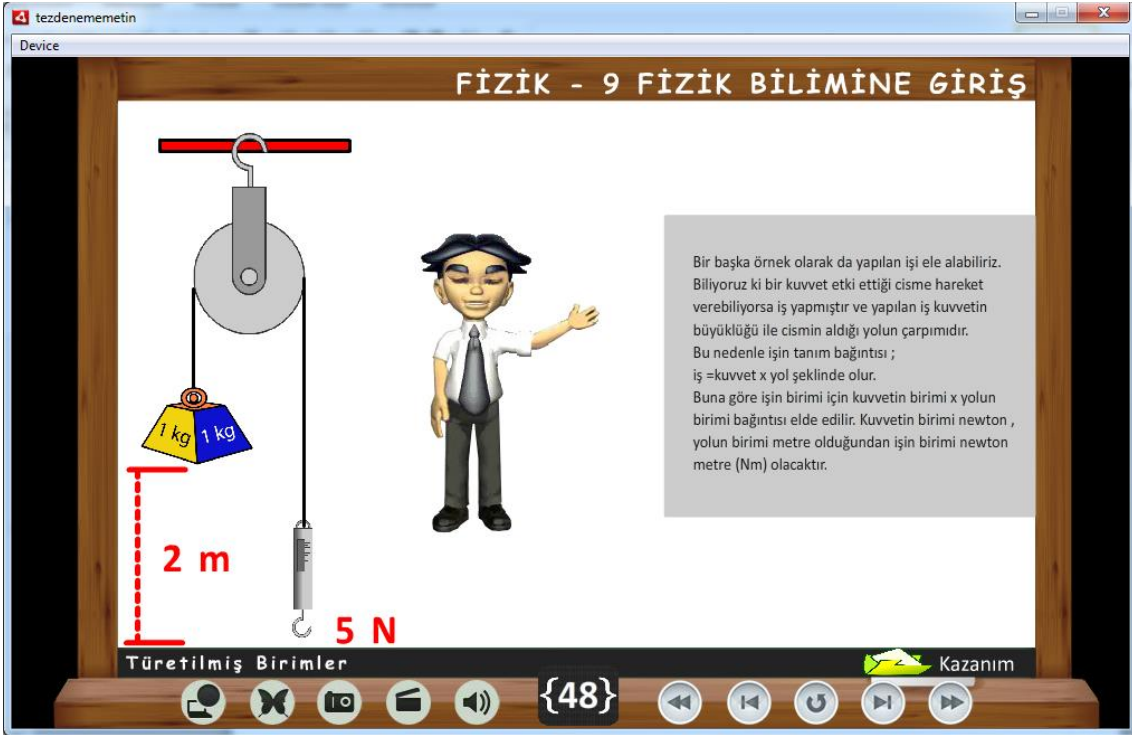 tezdenememetin
Device
FİZİK - 9 FİZİK BİLİMİNE GİRİŞ
Bir başka örnek olarak da yapılan işi ele alabiliriz.
Biliyoruz ki bir kuvvet etki ettiği cisme hareket
verebiliyorsa iş yapmıştır ve yapılan iş kuvvetin
büyüklüğü ile cismin aldığı yolun çarpımıdır.
Bu nedenle işin tanım bağıntısı ;
iş =kuvvet x yol şeklinde olur.
Buna göre işin birimi için kuvvetin birimi x yolun
birimi bağıntısı elde edilir. Kuvvetin birimi newton ,
yolun birimi metre olduğundan işin birimi newton
metre (Nm) olacaktır.
1 kg 1 kg
2 m
5 N
Türetilmiş Birimler
Kazanım
{48}